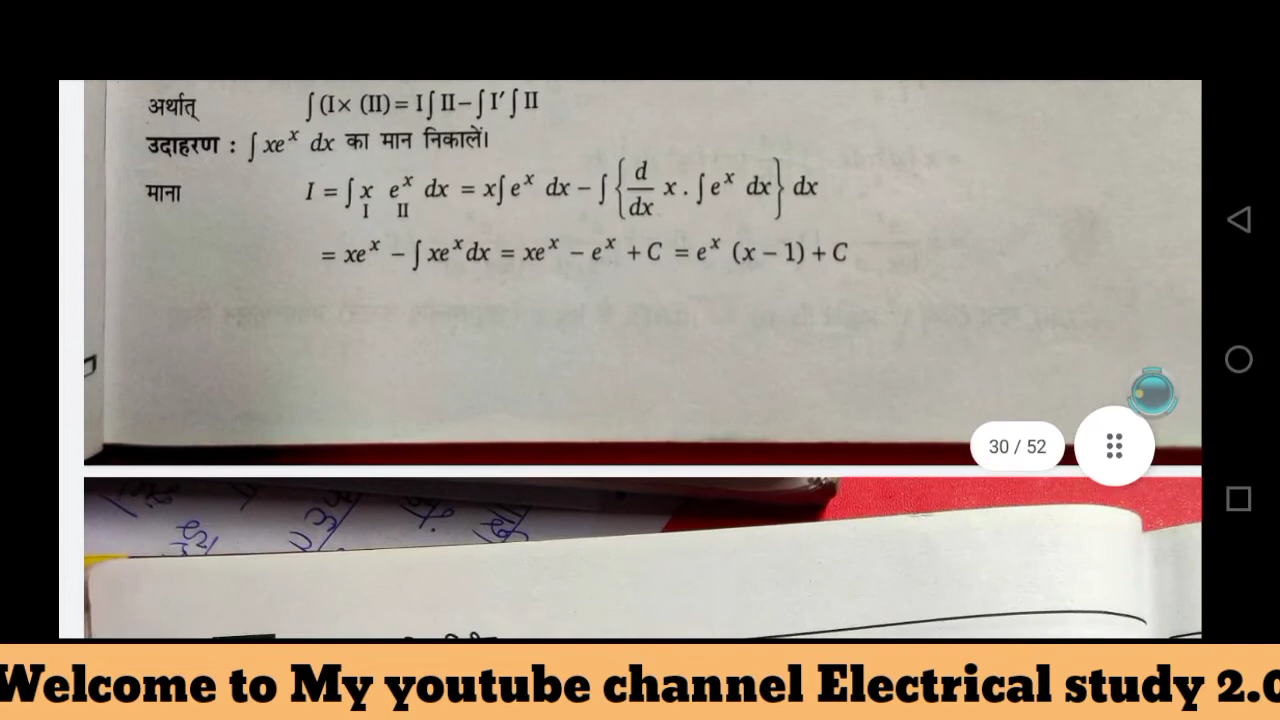 अर्थात् ∫(I× (II)= I∫II−∫I′∫II
उदाहरण : ∫xeˣ dx का मान निकालें।
माना I = ∫x eˣ dx = x∫eˣ dx − ∫{d/dx x . ∫eˣ dx} dx
I II
= xeˣ − ∫xeˣdx = xeˣ − eˣ + C = eˣ (x − 1) + C
30 / 52
Welcome to My youtube channel Electrical study 2.0